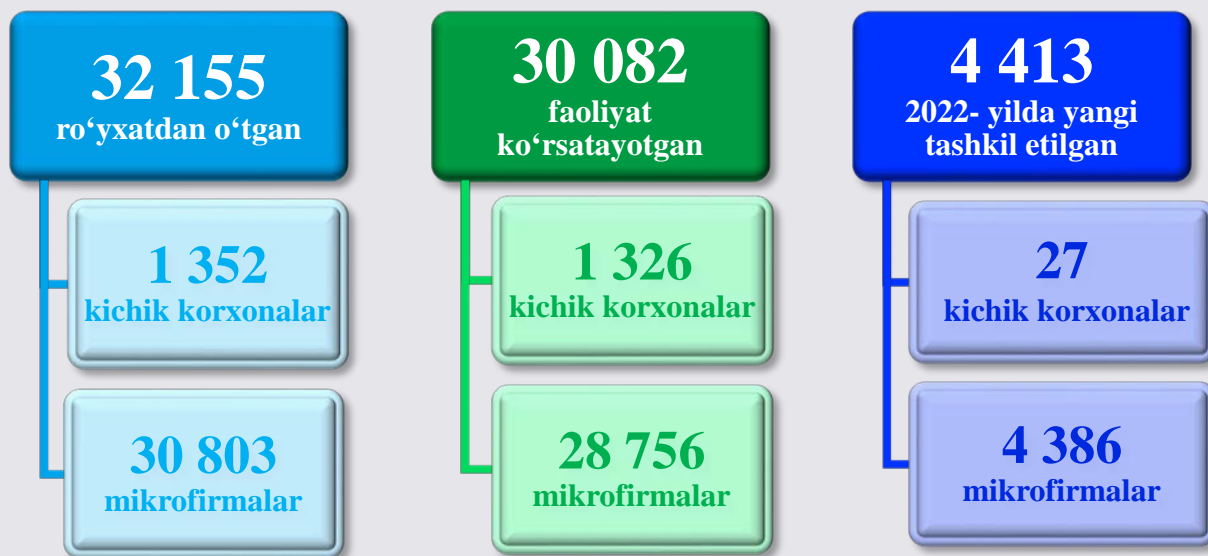 32 155
ro‘yxatdan o‘tgan
1 352
kichik korxonalar
30 803
mikrofirmalar
30 082
faoliyat
ko‘rsatayotgan
1 326
kichik korxonalar
28 756
mikrofirmalar
4 413
2022- yilda yangi
tashkil etilgan
27
kichik korxonalar
4 386
mikrofirmalar